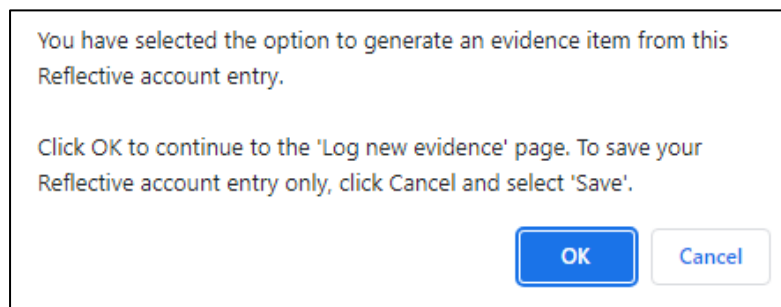 You have selected the option to generate an evidence item from this
Reflective account entry.
Click OK to continue to the 'Log new evidence' page. To save your
Reflective account entry only, click Cancel and select 'Save'.
OK
Cancel